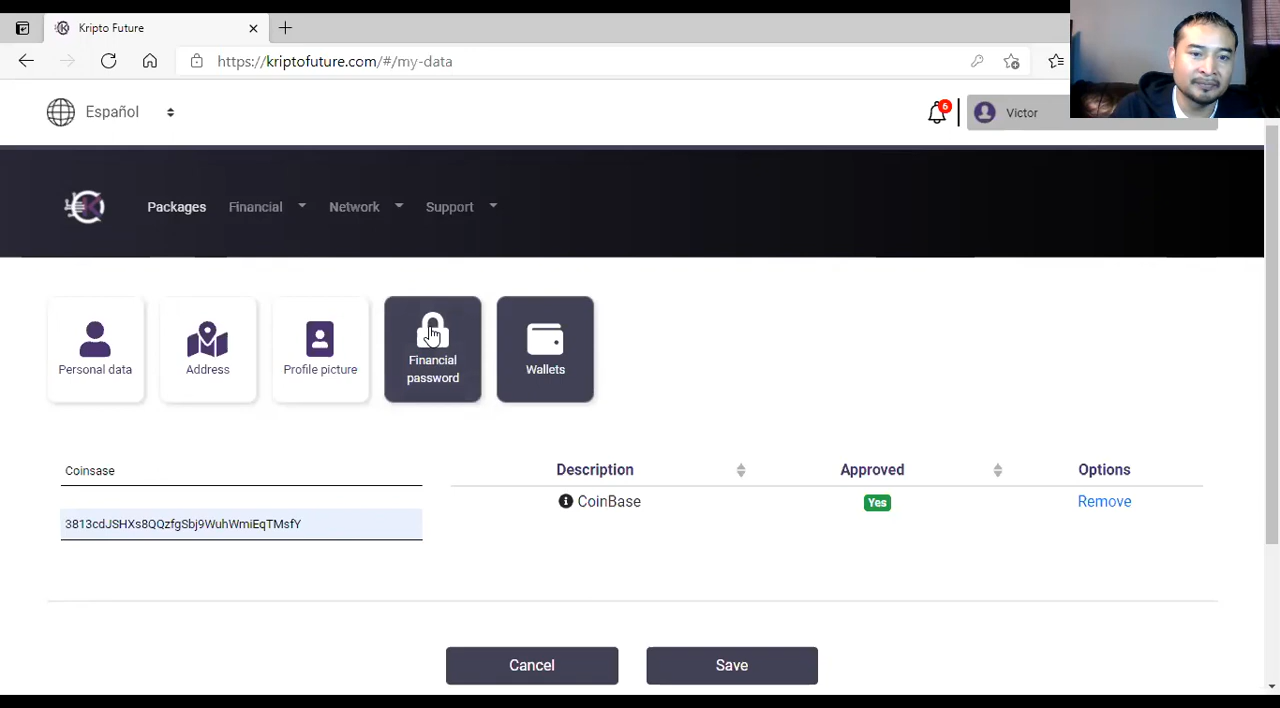 Kripto Future
https://kriptofuture.com/#/my-data
Español
6
Victor
Packages Financial Network Support
Personal data
Address
Profile picture
Financial
password
Wallets
Coinsase
3813cdJSHXs8QQzfgSbj9WuhWmiEqTMsfY
Description Approved Options
CoinBase Yes Remove
Cancel Save